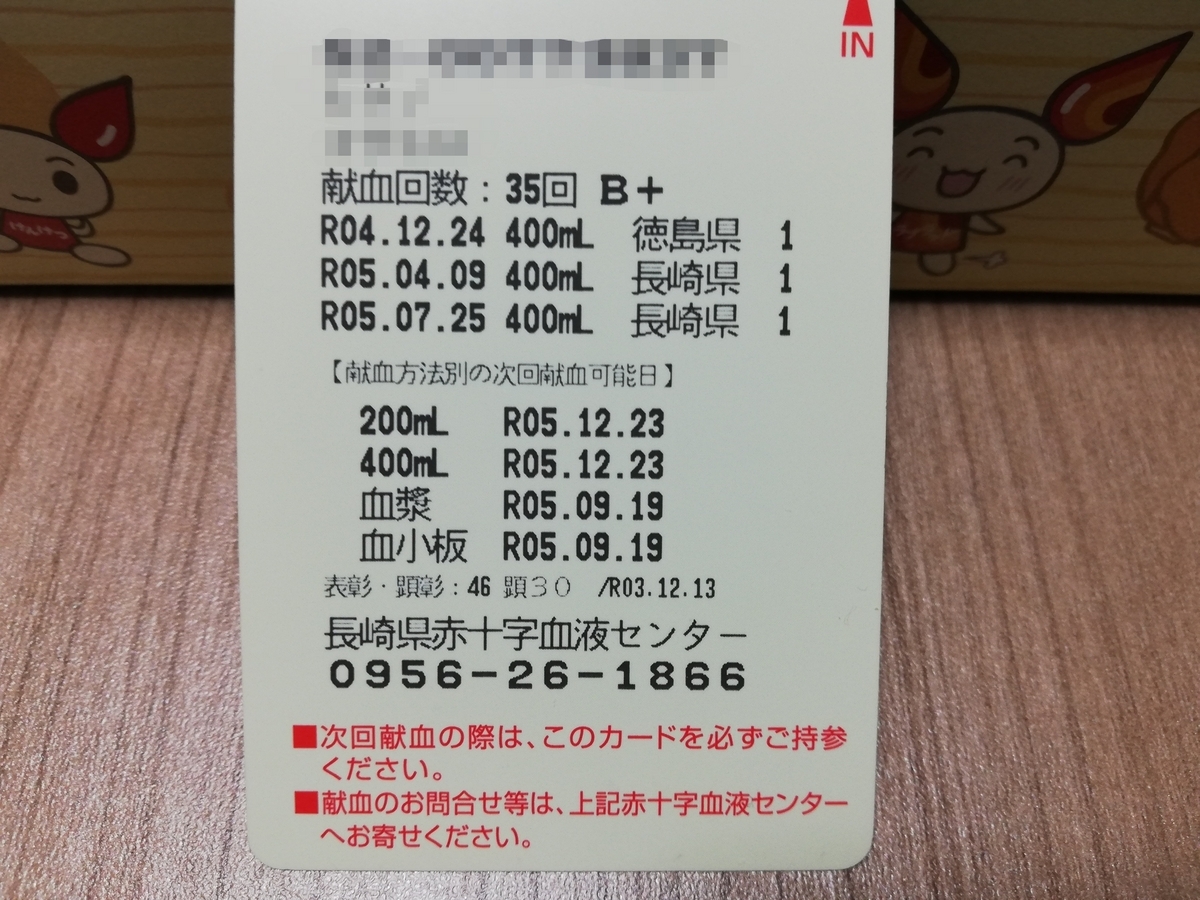 IN
献血回数：35回 B+
R04.12.24 400mL 徳島県 1
R05.04.09 400mL 長崎県 1
R05.07.25 400mL 長崎県 1
【献血方法別の次回献血可能日】
200mL R05.12.23
400mL R05.12.23
血漿 R05.09.19
血小板 R05.09.19
表彰・顕彰：46 顕30 /R03.12.13
長崎県赤十字血液センター
0956-26-1866
■次回献血の際は、このカードを必ずご持参
ください。
■献血のお問合せ等は、上記赤十字血液センター
へお寄せください。
けんけつ